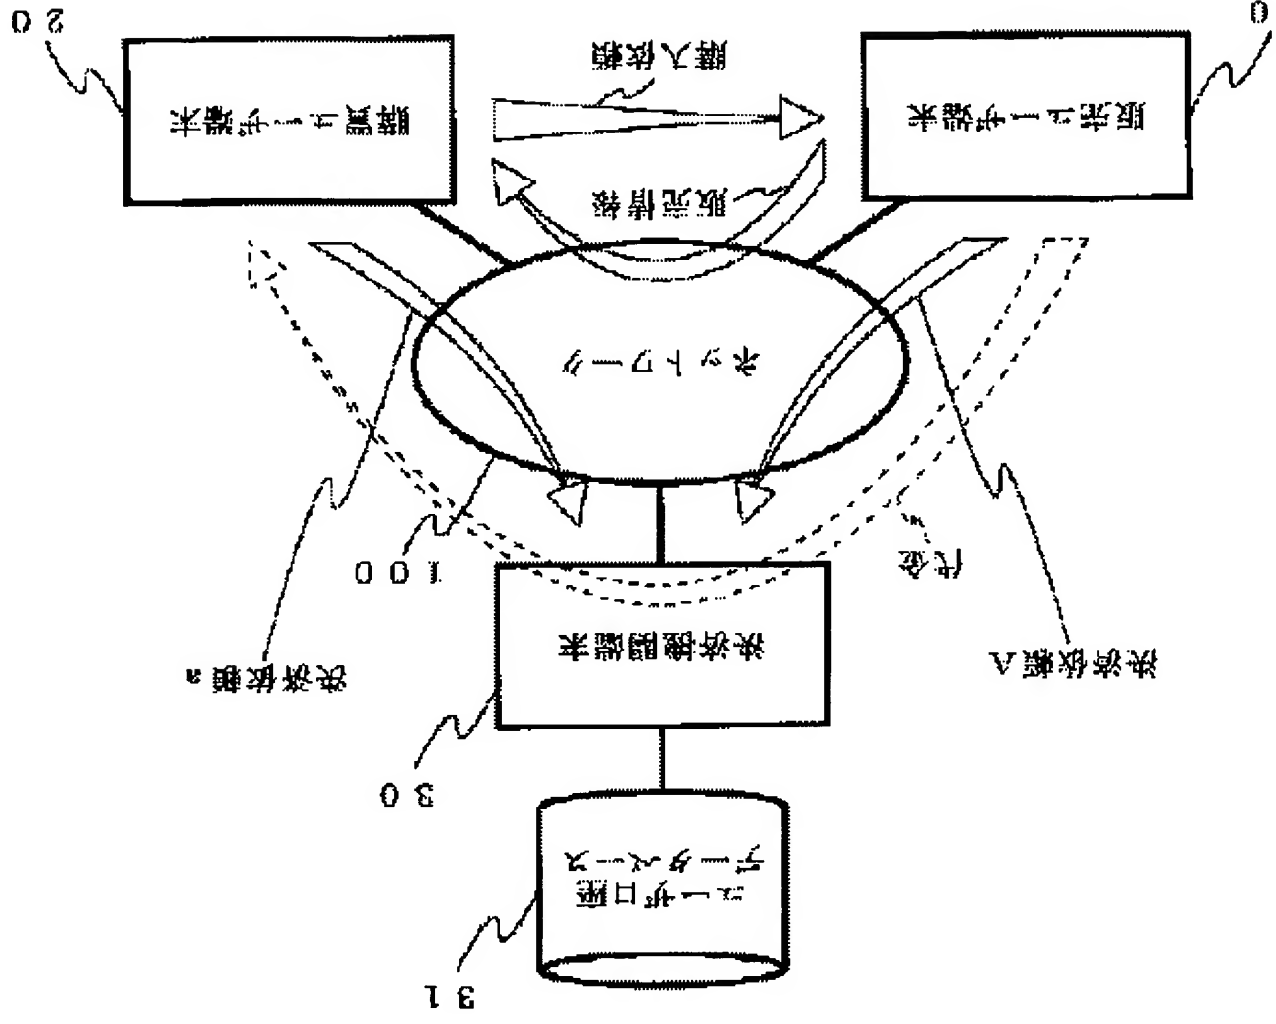 31
ユーザ口座
データベース
30
決済依頼A
決済機関端末
決済依頼a
代金
100
ネットワーク
販売情報
販売ユーザ端末
購買ユーザ端末
購入依頼
0
20